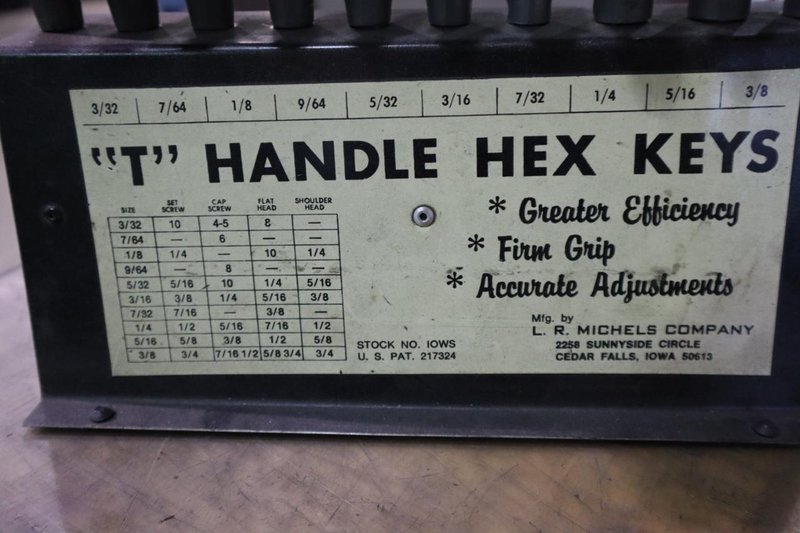 3/32 7/64 1/8 9/64 5/32 3/16 7/32 1/4 5/16 3/8
"T" HANDLE HEX KEYS
SIZE SET SCREW CAP SCREW FLAT HEAD SHOULDER HEAD
3/32 10 4-5 8 —
7/64 — 6 — —
1/8 1/4 — 10 1/4
9/64 — 8 — —
5/32 5/16 10 1/4 5/16
3/16 3/8 1/4 5/16 3/8
7/32 7/16 — 3/8 —
1/4 1/2 5/16 7/16 1/2
5/16 5/8 3/8 1/2 5/8
3/8 3/4 7/16 1/2 5/8 3/4 3/4
* Greater Efficiency
* Firm Grip
* Accurate Adjustments
STOCK NO. IOWS
U. S. PAT. 217324
Mfg. by
L. R. MICHELS COMPANY
2258 SUNNYSIDE CIRCLE
CEDAR FALLS, IOWA 50613